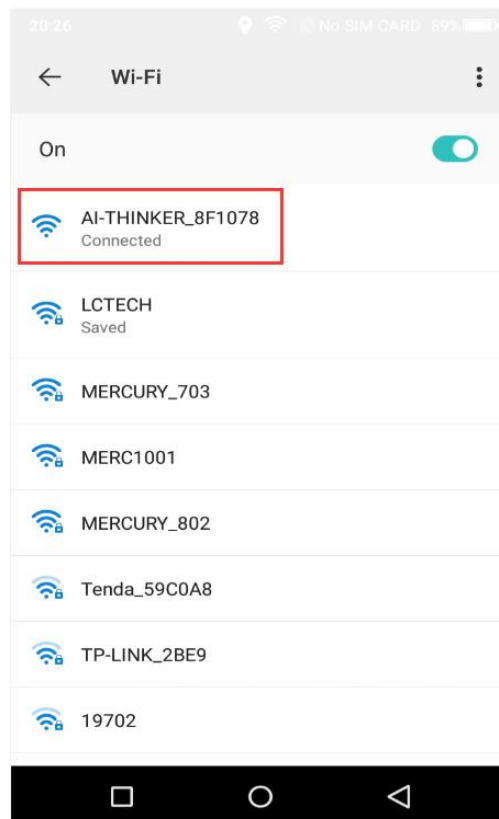 20:26 No SIM CARD 89%
Wi-Fi
On
AI-THINKER_8F1078
Connected
LCTECH
Saved
MERCURY_703
MERC1001
MERCURY_802
Tenda_59C0A8
TP-LINK_2BE9
19702